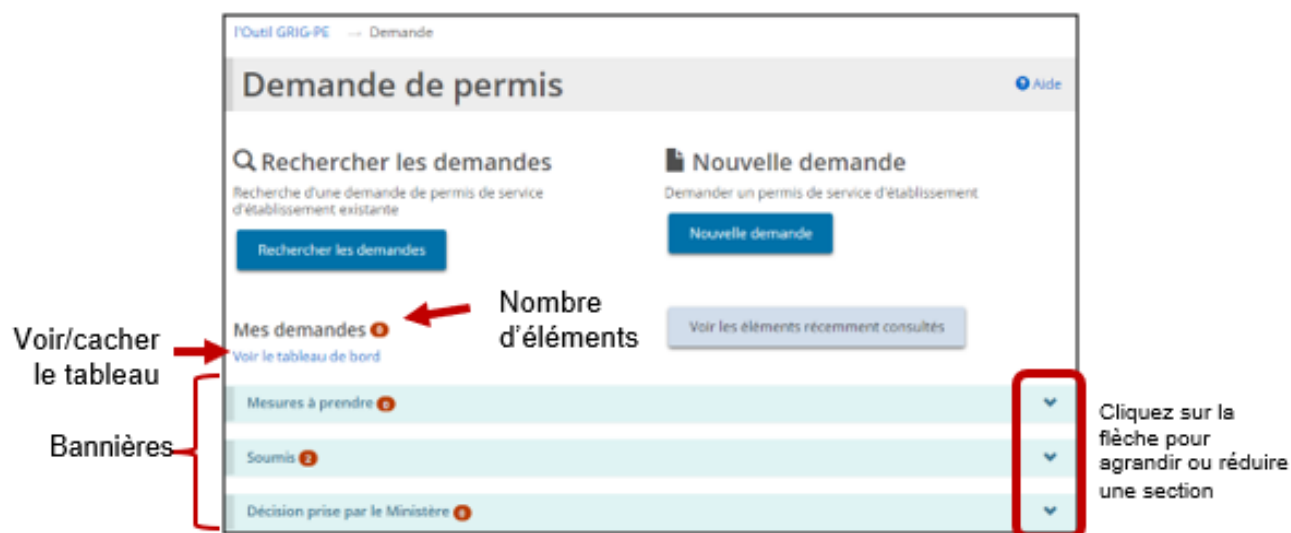 l'Outil GRIG-PE → Demande
Demande de permis
Aide
Rechercher les demandes
Recherche d'une demande de permis de service
d'établissement existante
Rechercher les demandes
Nouvelle demande
Demander un permis de service d'établissement
Nouvelle demande
Nombre
d'éléments
Mes demandes
Voir les éléments récemment consultés
Voir/cacher
le tableau
Voir le tableau de bord
Bannières
Mesures à prendre 0
Soumis 2
Décision prise par le Ministère
Cliquez sur la
flèche pour
agrandir ou réduire
une section